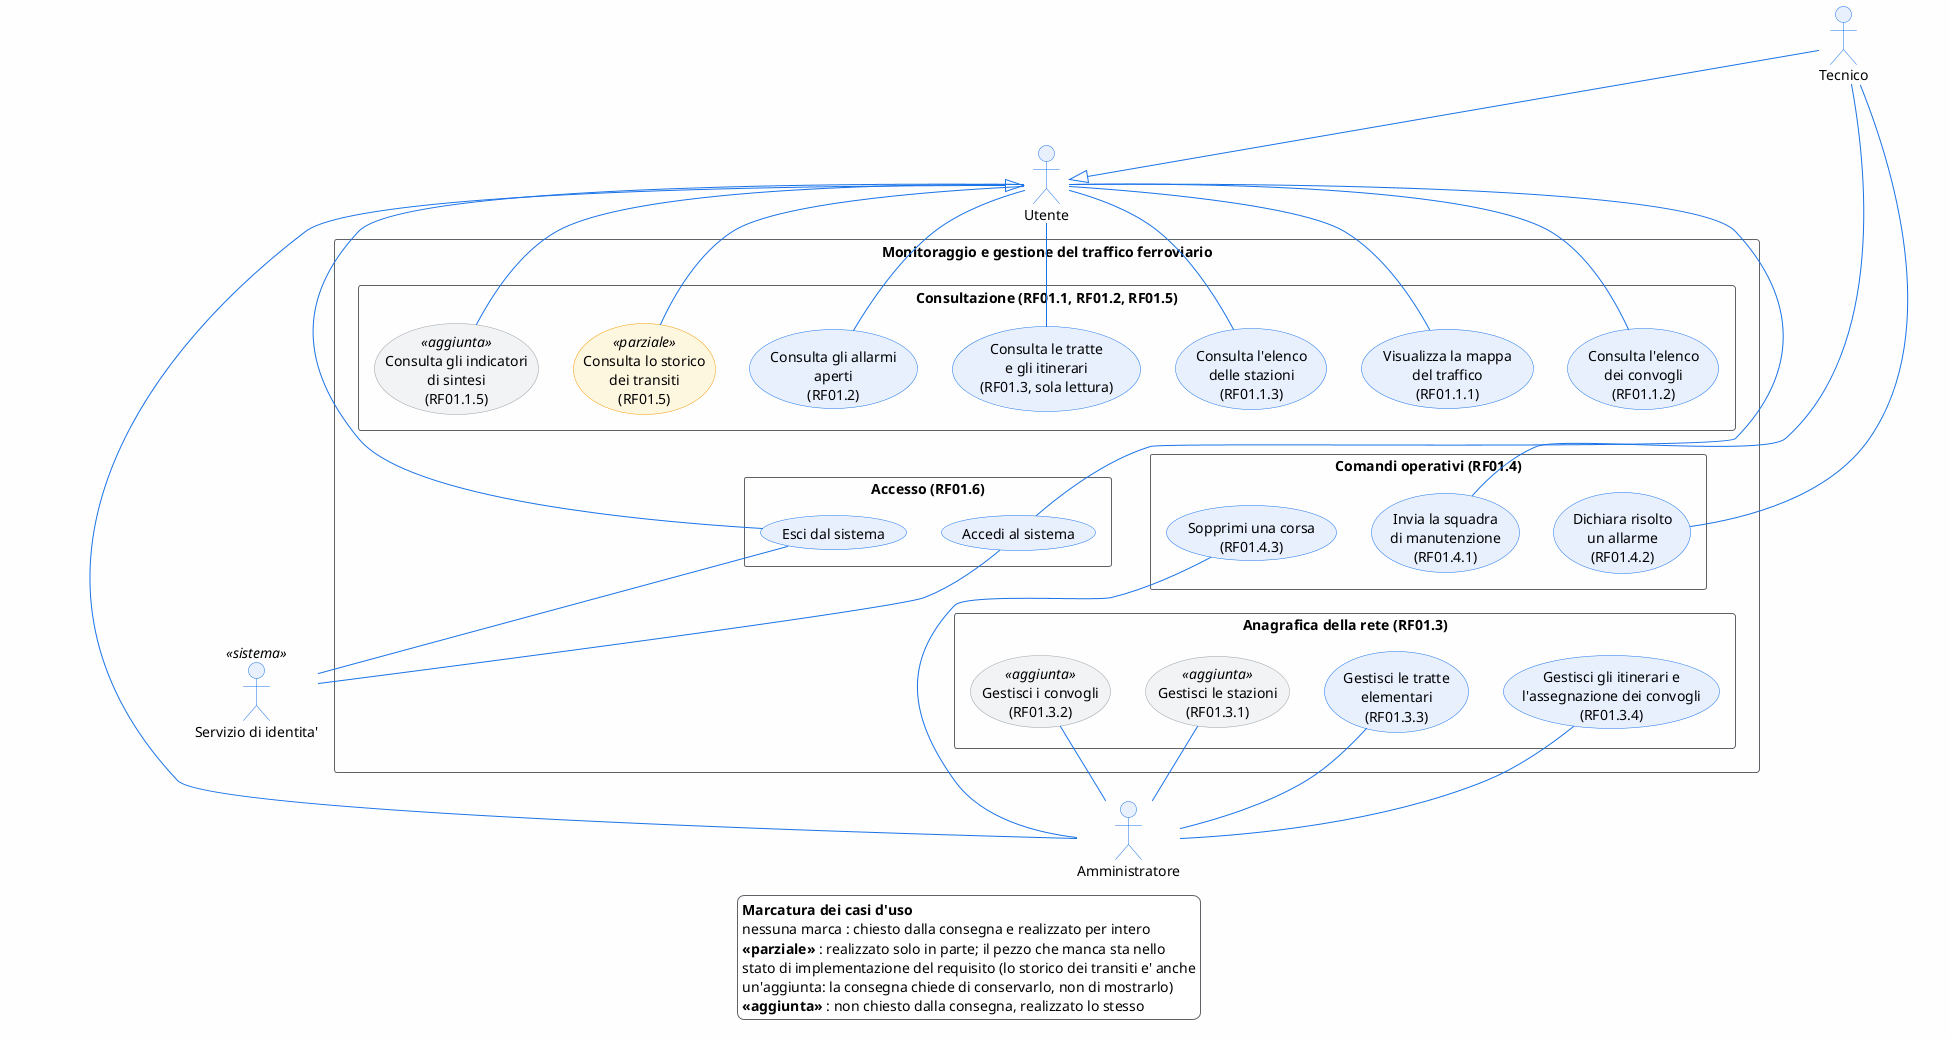 Tecnico
Utente
Monitoraggio e gestione del traffico ferroviario
Consultazione (RF01.1, RF01.2, RF01.5)
«aggiunta»
Consulta gli indicatori
di sintesi
(RF01.1.5)
«parziale»
Consulta lo storico
dei transiti
(RF01.5)
Consulta gli allarmi
aperti
(RF01.2)
Consulta le tratte
e gli itinerari
(RF01.3, sola lettura)
Consulta l'elenco
delle stazioni
(RF01.1.3)
Visualizza la mappa
del traffico
(RF01.1.1)
Consulta l'elenco
dei convogli
(RF01.1.2)
Accesso (RF01.6)
Esci dal sistema
Accedi al sistema
Comandi operativi (RF01.4)
Sopprimi una corsa
(RF01.4.3)
Invia la squadra
di manutenzione
(RF01.4.1)
Dichiara risolto
un allarme
(RF01.4.2)
Anagrafica della rete (RF01.3)
«aggiunta»
Gestisci i convogli
(RF01.3.2)
«aggiunta»
Gestisci le stazioni
(RF01.3.1)
Gestisci le tratte
elementari
(RF01.3.3)
Gestisci gli itinerari e
l'assegnazione dei convogli
(RF01.3.4)
«sistema»
Servizio di identita'
Amministratore
Marcatura dei casi d'uso
nessuna marca : chiesto dalla consegna e realizzato per intero
«parziale» : realizzato solo in parte; il pezzo che manca sta nello
stato di implementazione del requisito (lo storico dei transiti e' anche
un'aggiunta: la consegna chiede di conservarlo, non di mostrarlo)
«aggiunta» : non chiesto dalla consegna, realizzato lo stesso